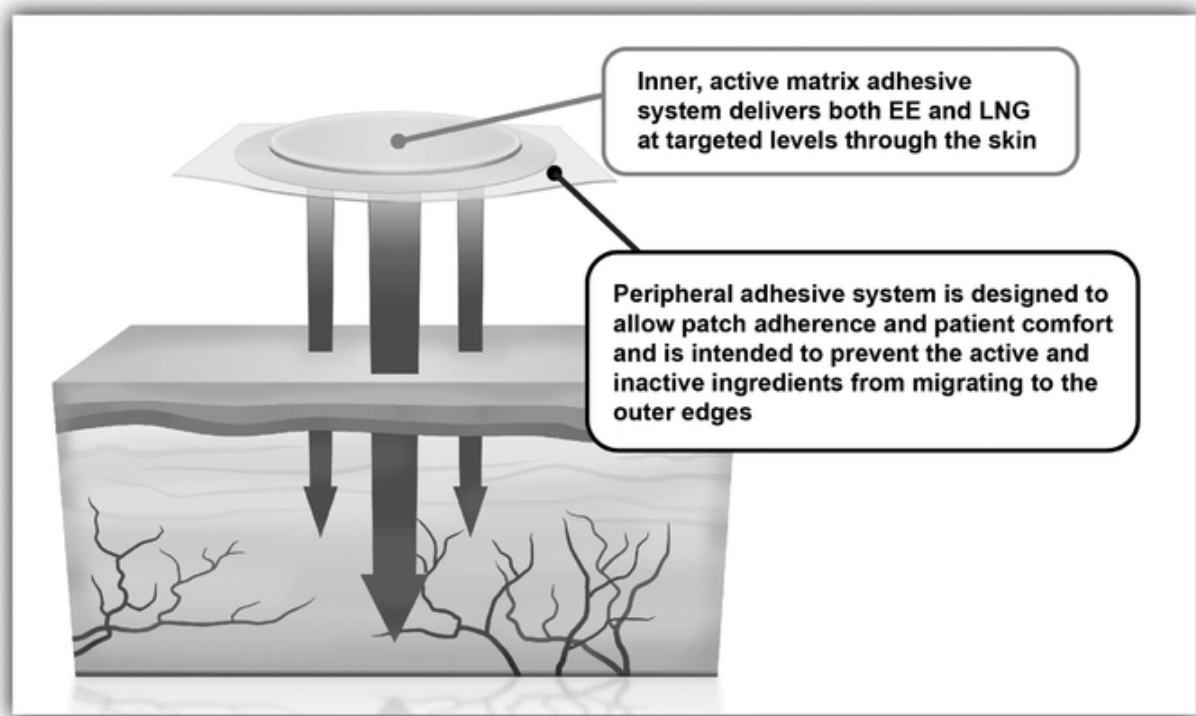 Inner, active matrix adhesive
system delivers both EE and LNG
at targeted levels through the skin
Peripheral adhesive system is designed to
allow patch adherence and patient comfort
and is intended to prevent the active and
inactive ingredients from migrating to the
outer edges